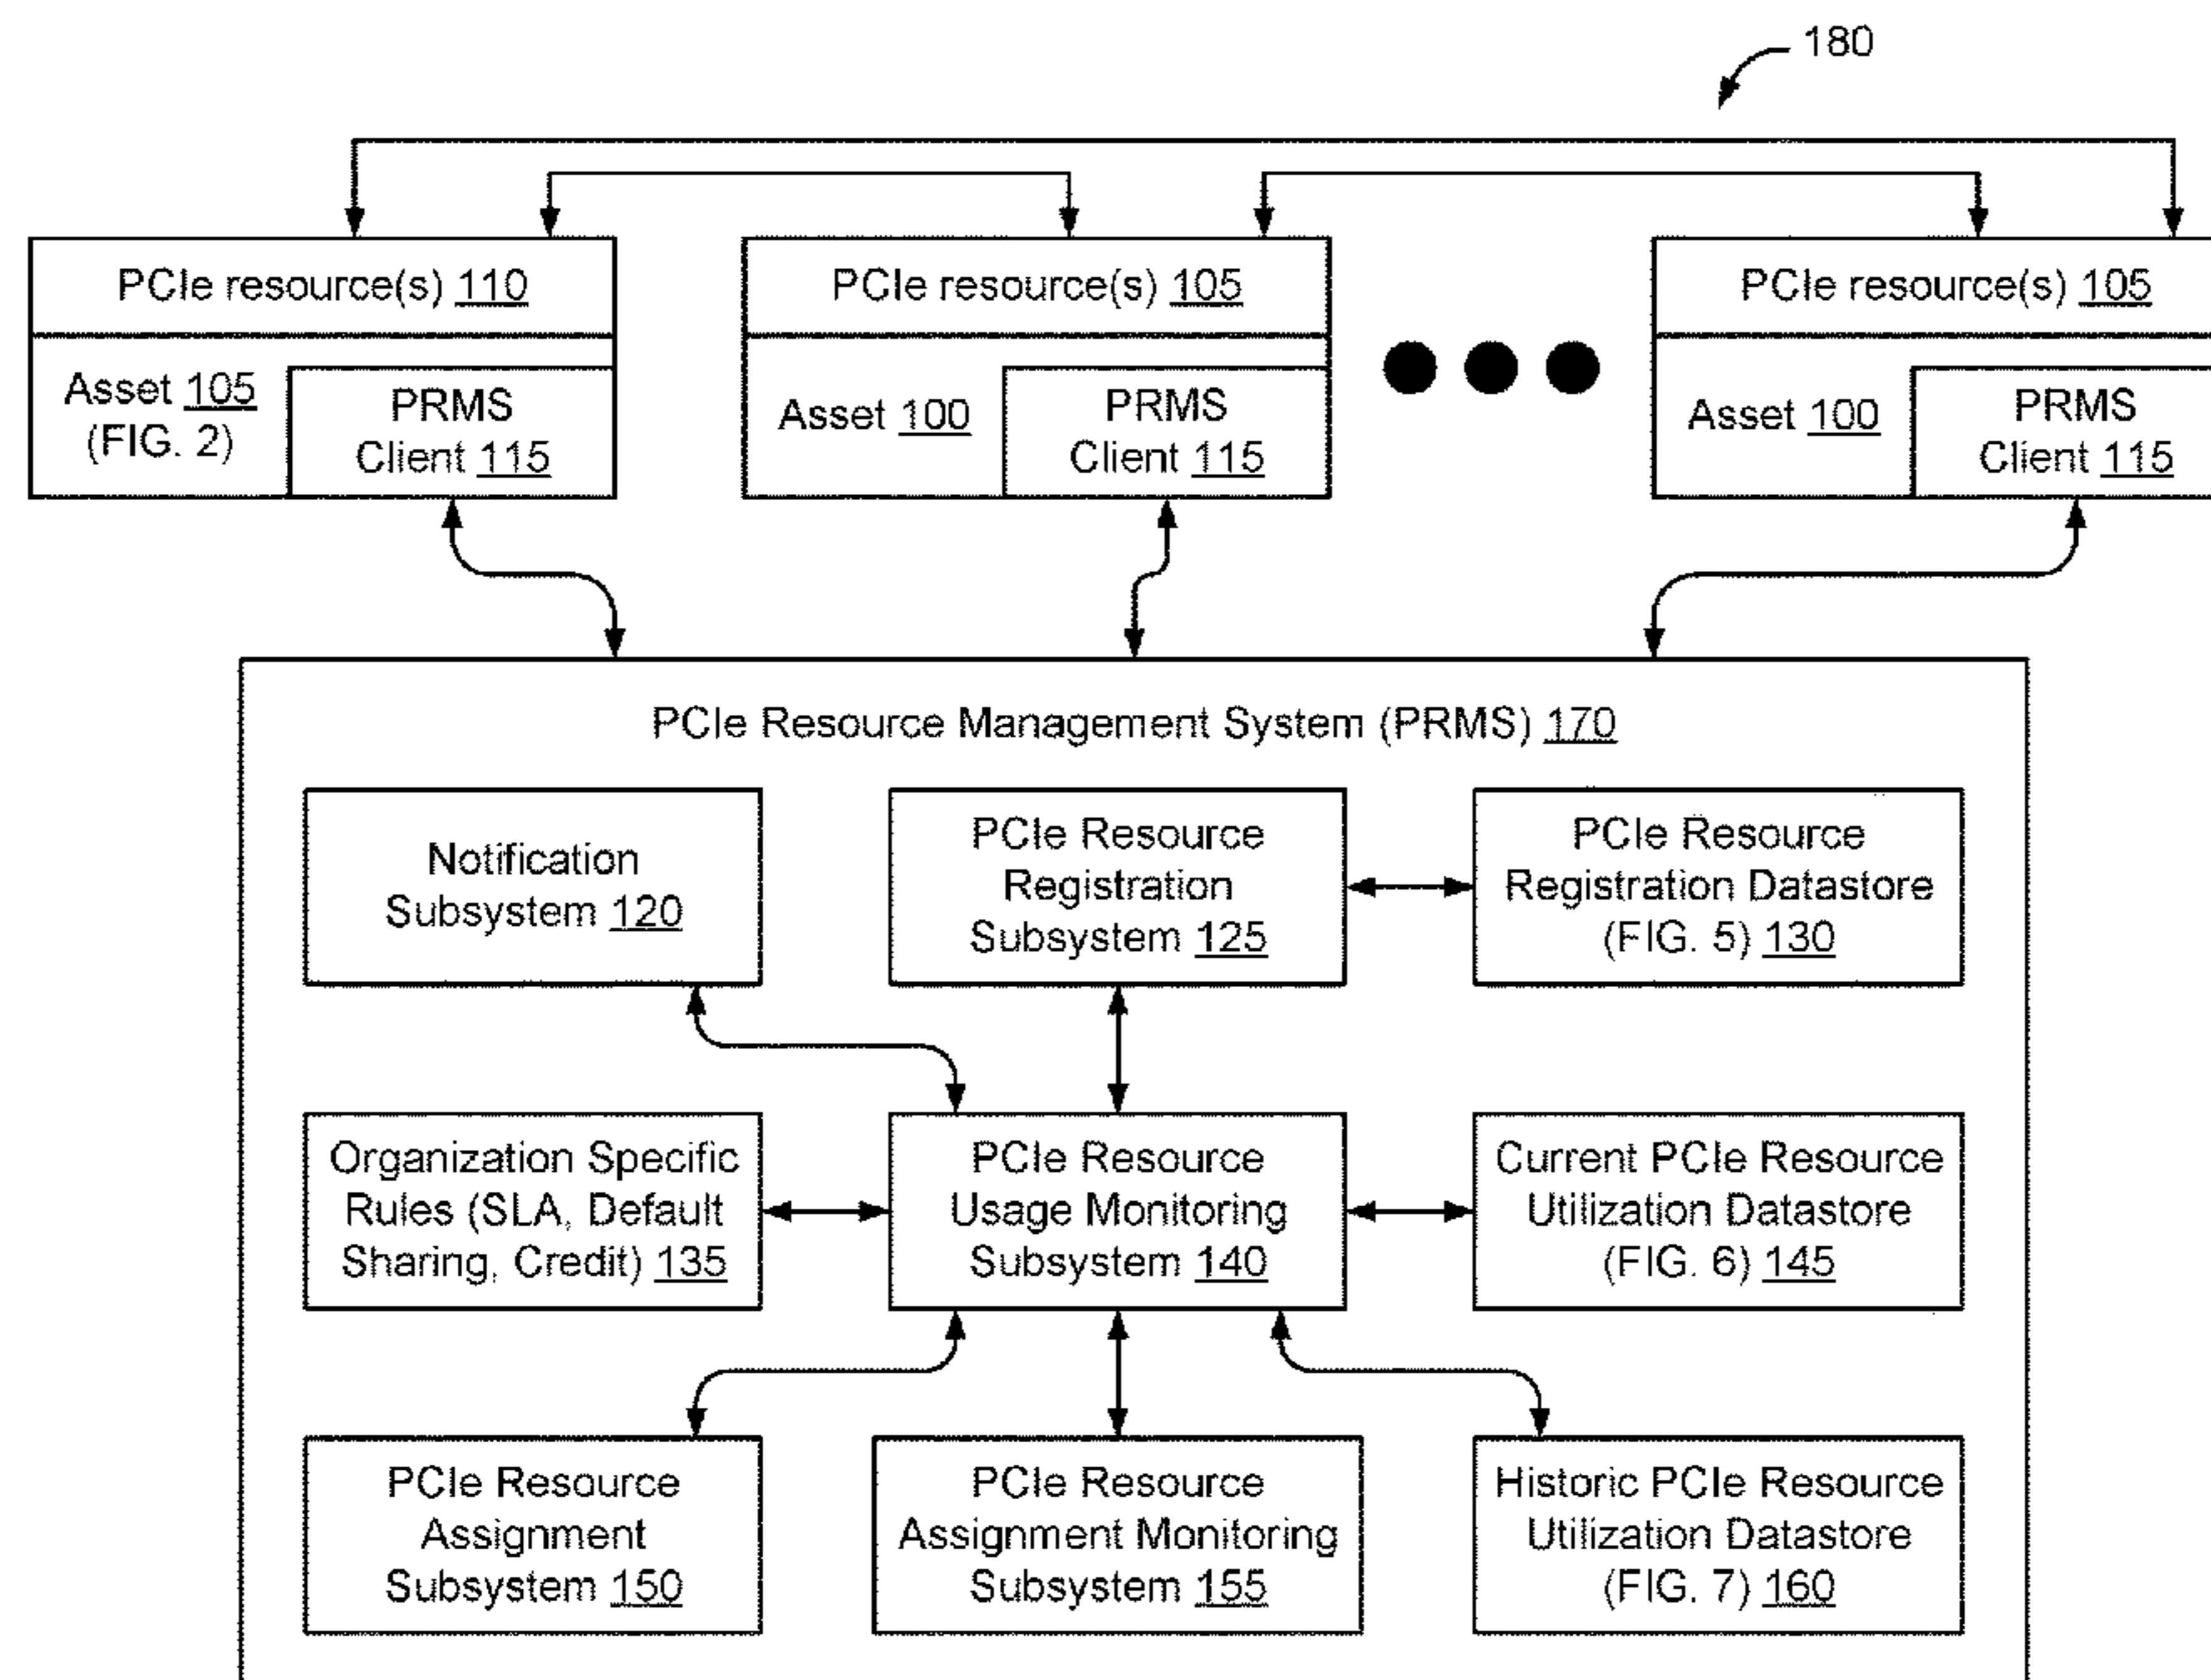 180
PCIe resource(s) 110
Asset 105
(FIG. 2)
PRMS
Client 115
PCIe resource(s) 105
Asset 100
PRMS
Client 115
PCIe resource(s) 105
Asset 100
PRMS
Client 115
PCIe Resource Management System (PRMS) 170
Notification
Subsystem 120
PCIe Resource
Registration
Subsystem 125
PCIe Resource
Registration Datastore
(FIG. 5) 130
Organization Specific
Rules (SLA, Default
Sharing, Credit) 135
PCIe Resource
Usage Monitoring
Subsystem 140
Current PCIe Resource
Utilization Datastore
(FIG. 6) 145
PCIe Resource
Assignment
Subsystem 150
PCIe Resource
Assignment Monitoring
Subsystem 155
Historic PCIe Resource
Utilization Datastore
(FIG. 7) 160